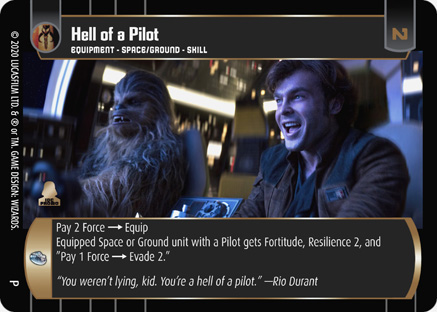 Hell of a Pilot
EQUIPMENT - SPACE/GROUND - SKILL
N
© 2020 LUCASFILM LTD. & ® or TM. GAME DESIGN: WIZARDS.
P
Pay 2 Force → Equip
Equipped Space or Ground unit with a Pilot gets Fortitude, Resilience 2, and
"Pay 1 Force → Evade 2."
"You weren't lying, kid. You're a hell of a pilot." —Rio Durant